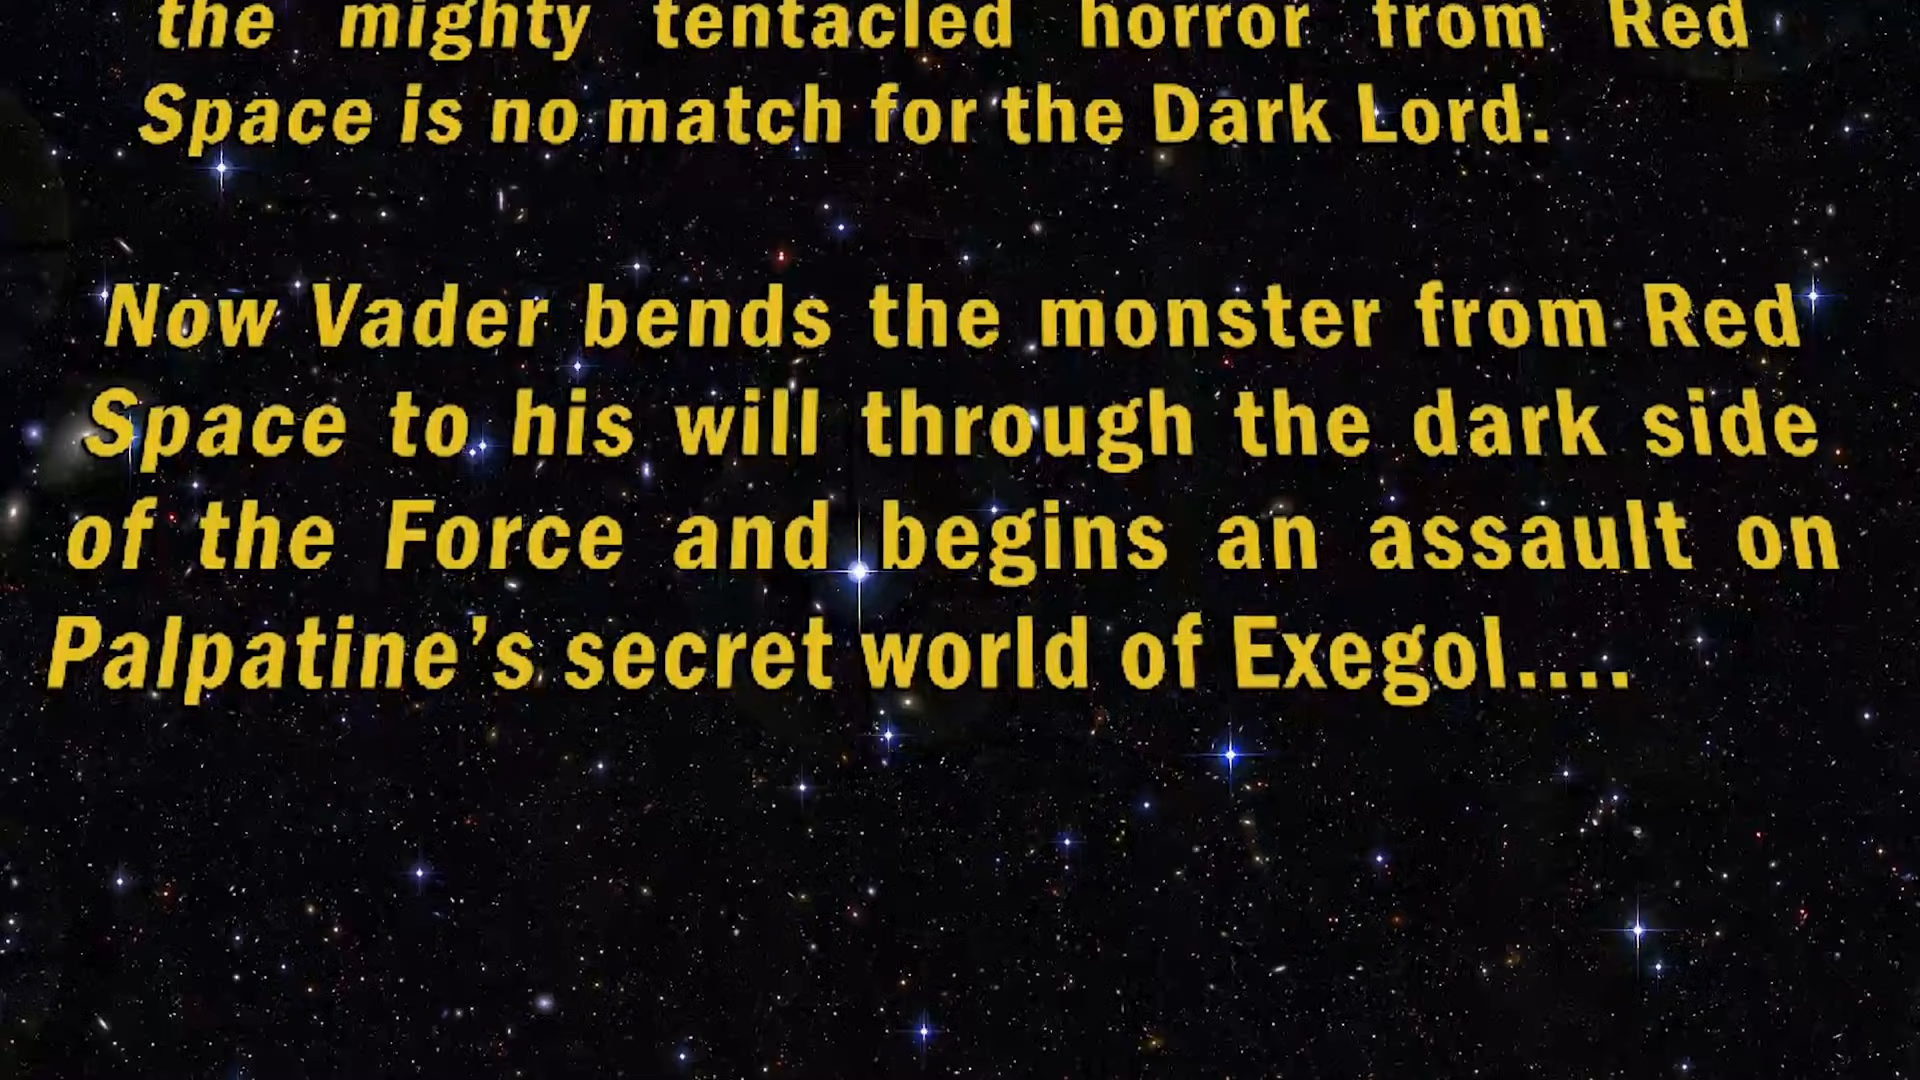 the mighty tentacled horror from Red
Space is no match for the Dark Lord.
Now Vader bends the monster from Red
Space to his will through the dark side
of the Force and begins an assault on
Palpatine’s secret world of Exegol....